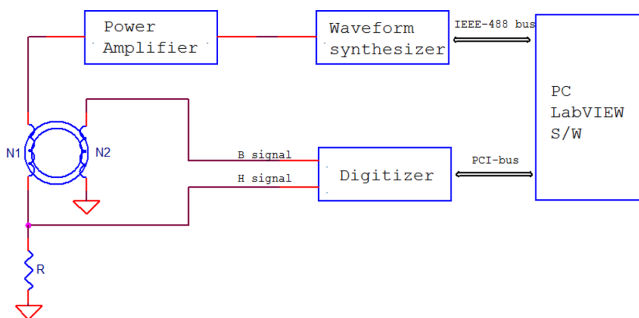 Power
Amplifier
Waveform
synthesizer
IEEE-488 bus
PC
LabVIEW
S/W
N1
N2
B signal
H signal
Digitizer
PCI-bus
R